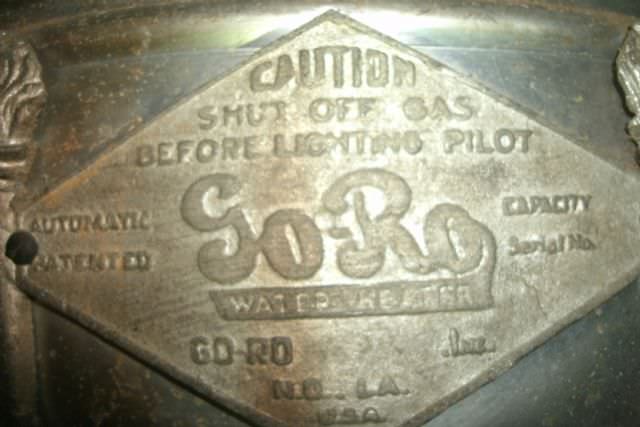 CAUTION
SHUT OFF GAS
BEFORE LIGHTING PILOT
AUTOMATIC
PATENTED
Go-Ro
WATER HEATER
CAPACITY
Serial No.
GO-RO Inc.
N.O., LA.
U.S.A.